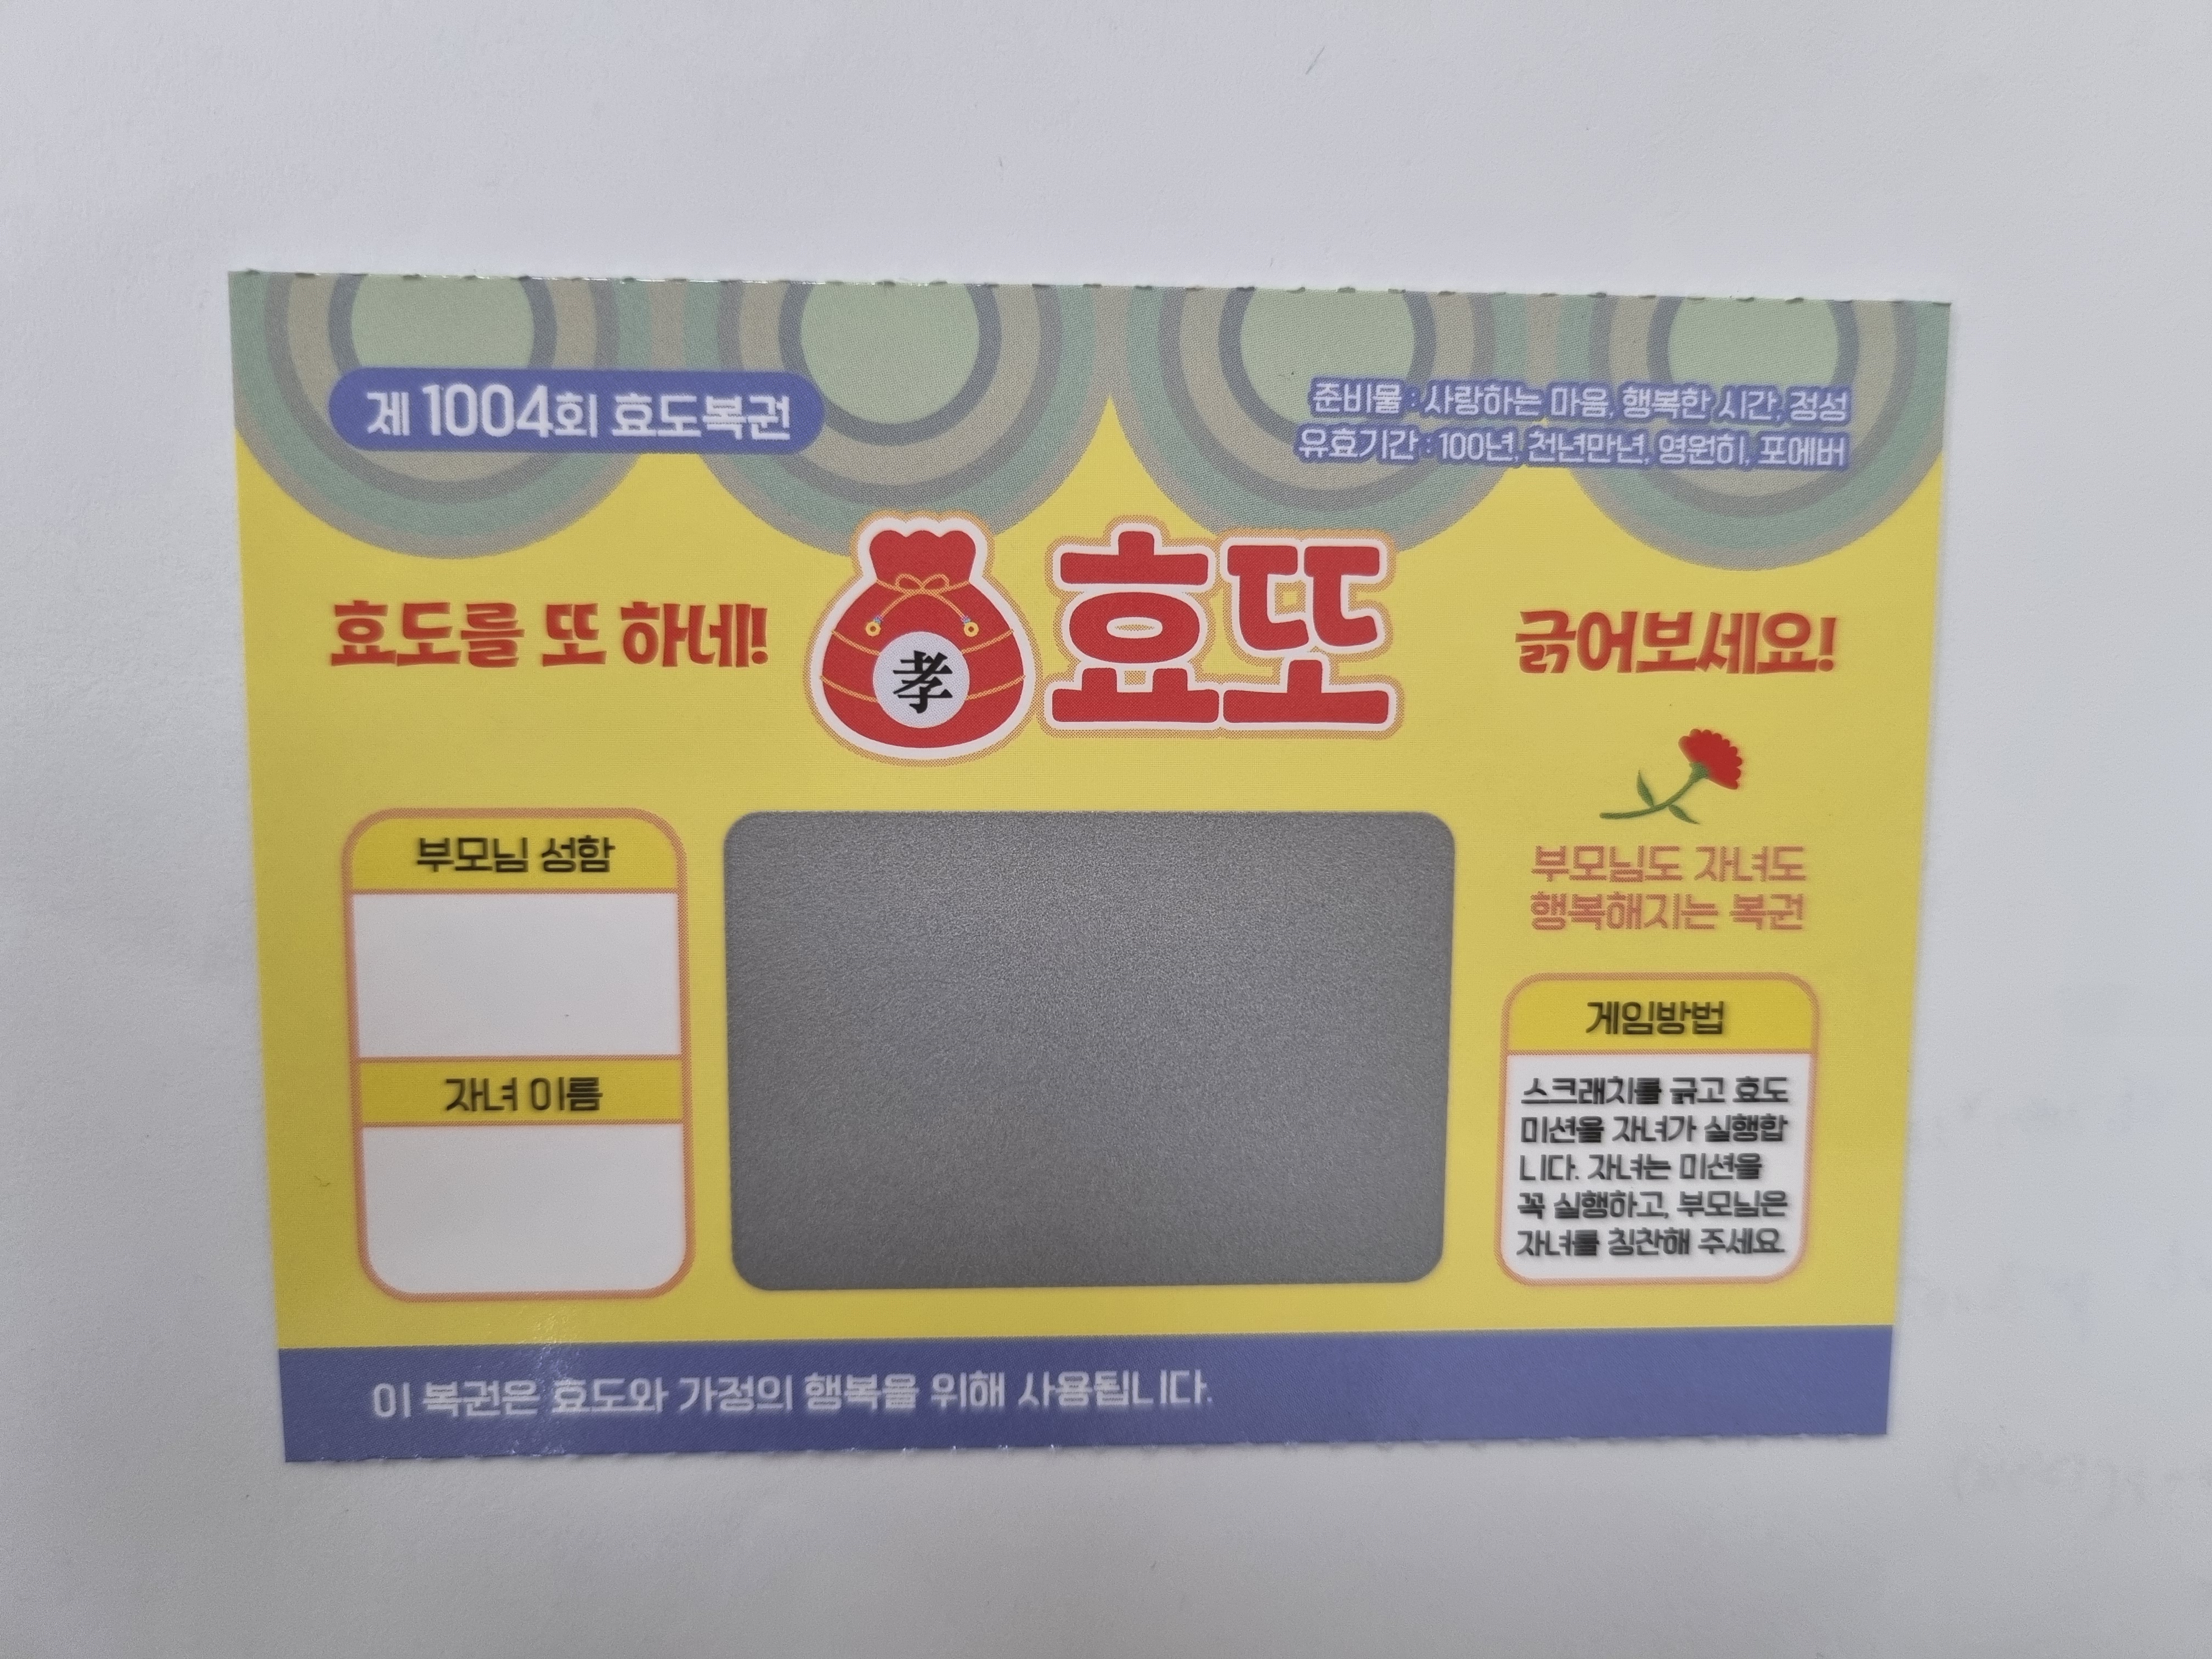 제 1004회 효도복권
준비물 : 사랑하는 마음, 행복한 시간, 정성
유효기간 : 100년, 천년만년, 영원히, 포에버
효도를 또 하네!!
孝
효또
긁어보세요!
부모님 성함
자녀 이름
부모님도 자녀도
행복해지는 복권
게임방법
스크래치를 긁고 효도
미션을 자녀가 실행합
니다. 자녀는 미션을
꼭 실행하고, 부모님은
자녀를 칭찬해 주세요
이 복권은 효도와 가정의 행복을 위해 사용됩니다.